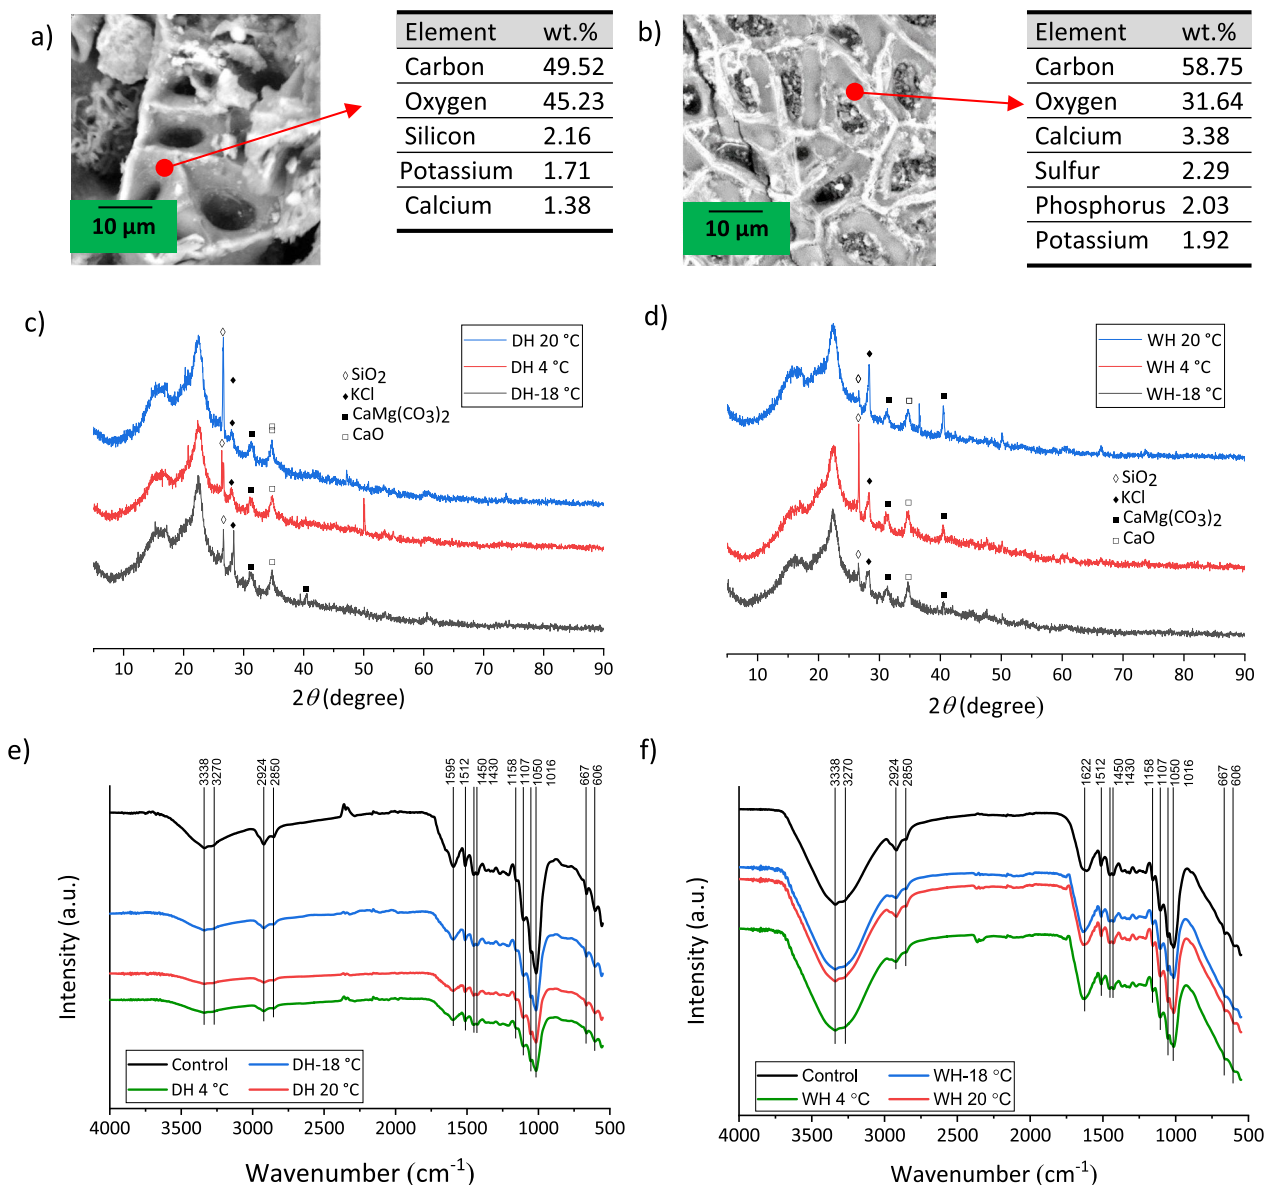 a)
Element wt.%
Carbon 49.52
Oxygen 45.23
Silicon 2.16
Potassium 1.71
Calcium 1.38
10 µm
b)
Element wt.%
Carbon 58.75
Oxygen 31.64
Calcium 3.38
Sulfur 2.29
Phosphorus 2.03
Potassium 1.92
10 µm
c)
DH 20 °C
DH 4 °C
DH-18 °C
◊ SiO2
♦ KCl
■ CaMg(CO3)2
□ CaO
10 20 30 40 50 60 70 80 90
2θ (degree)
d)
WH 20 °C
WH 4 °C
WH-18 °C
◊ SiO2
♦ KCl
■ CaMg(CO3)2
□ CaO
10 20 30 40 50 60 70 80 90
2θ (degree)
e)
3338 3270 2924 2850 1595 1512 1450 1430 1158 1107 1050 1016 667 606
Intensity (a.u.)
Control DH-18 °C
DH 4 °C DH 20 °C
4000 3500 3000 2500 2000 1500 1000 500
Wavenumber (cm-1)
f)
3338 3270 2924 2850 1622 1512 1450 1430 1158 1107 1050 1016 667 606
Intensity (a.u.)
Control WH-18 °C
WH 4 °C WH 20 °C
4000 3500 3000 2500 2000 1500 1000 500
Wavenumber (cm-1)